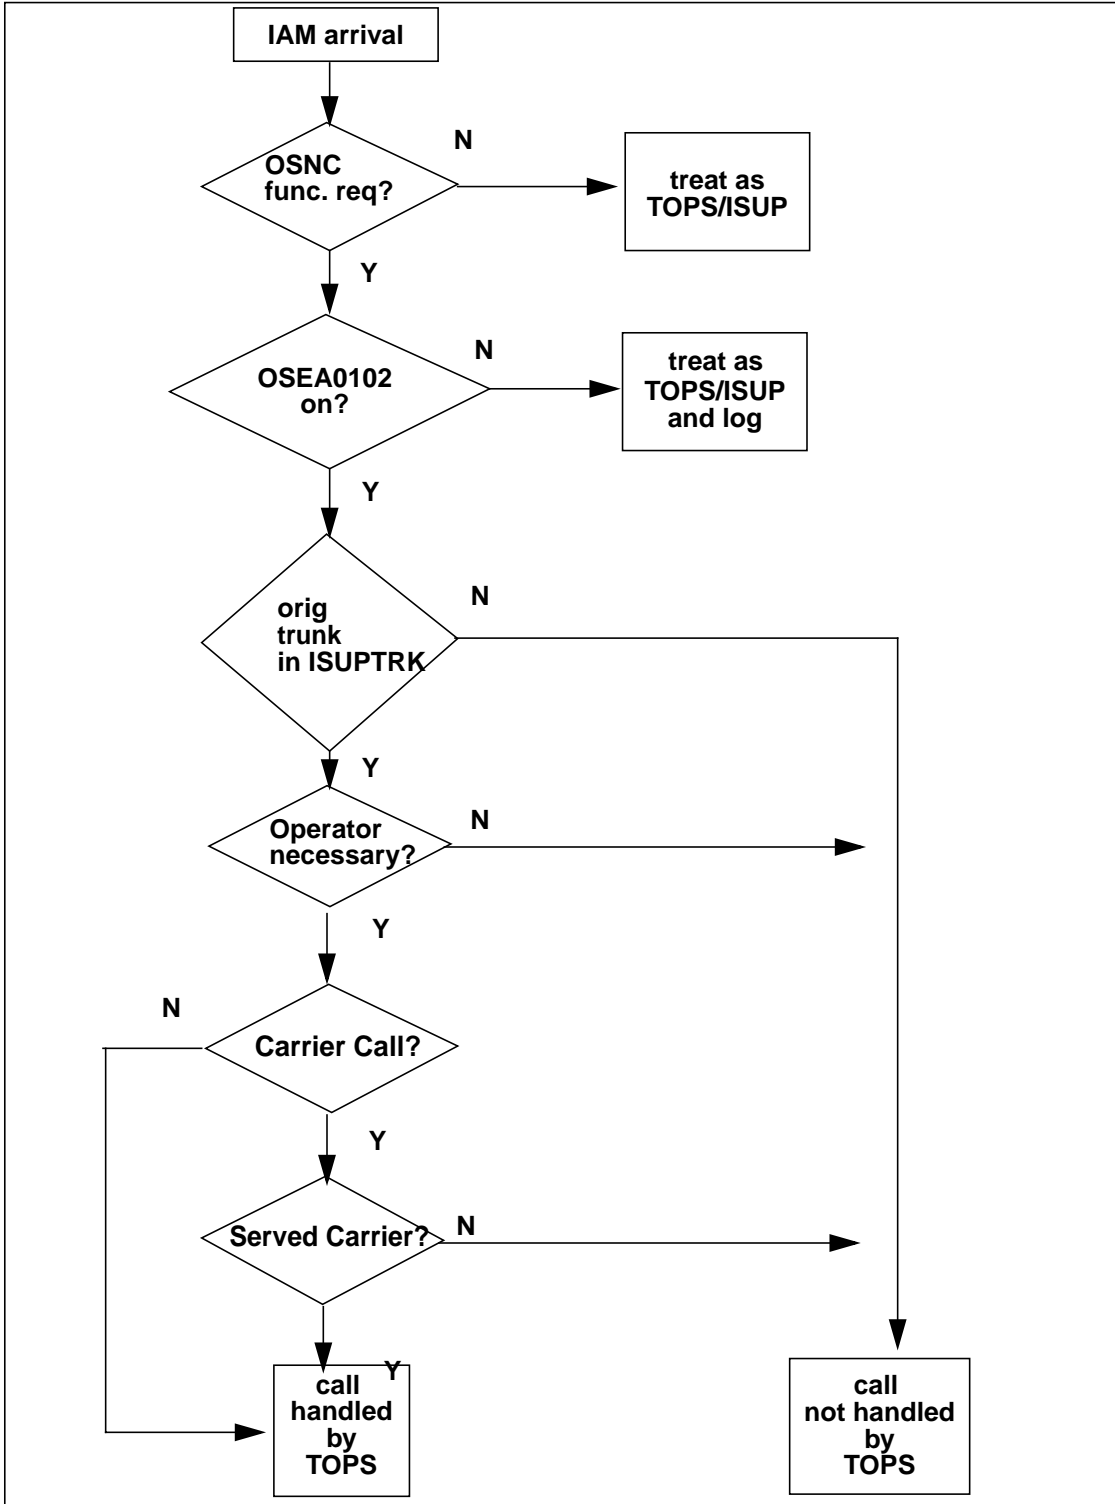 IAM arrival
OSNC
func. req?
N
treat as
TOPS/ISUP
Y
OSEA0102
on?
N
treat as
TOPS/ISUP
and log
Y
orig
trunk
in ISUPTRK
N
Y
Operator
necessary?
N
Y
N
Carrier Call?
Y
Served Carrier?
N
Y
call
handled
by
TOPS
call
not handled
by
TOPS